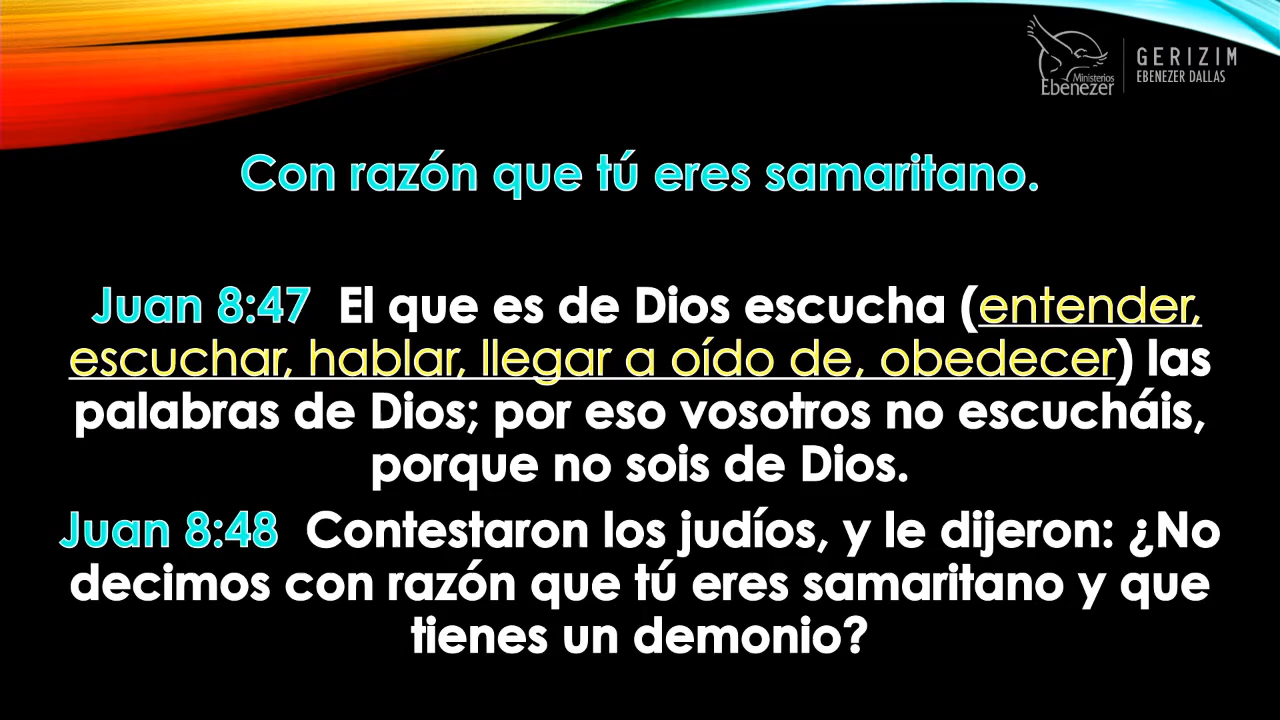 Ministerios
Ebenezer
GERIZIM
EBENEZER DALLAS
Con razón que tú eres samaritano.
Juan 8:47 El que es de Dios escucha (entender,
escuchar, hablar, llegar a oído de, obedecer) las
palabras de Dios; por eso vosotros no escucháis,
porque no sois de Dios.
Juan 8:48 Contestaron los judíos, y le dijeron: ¿No
decimos con razón que tú eres samaritano y que
tienes un demonio?